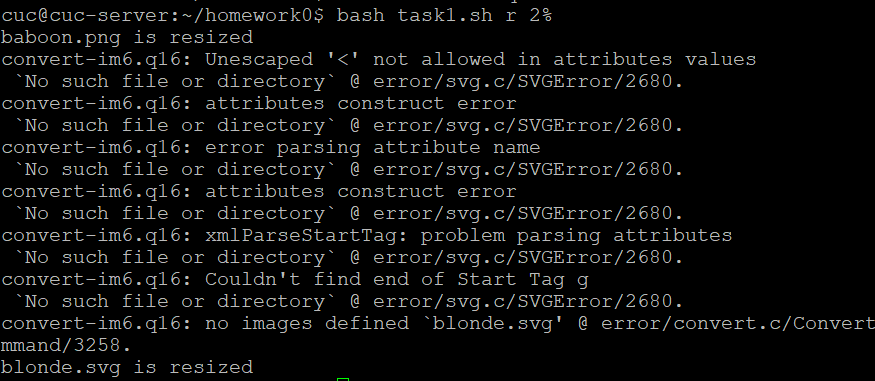 cuc@cuc-server:~/homework0$ bash task1.sh r 2%
baboon.png is resized
convert-im6.q16: Unescaped '<' not allowed in attributes values
 `No such file or directory` @ error/svg.c/SVGError/2680.
convert-im6.q16: attributes construct error
 `No such file or directory` @ error/svg.c/SVGError/2680.
convert-im6.q16: error parsing attribute name
 `No such file or directory` @ error/svg.c/SVGError/2680.
convert-im6.q16: attributes construct error
 `No such file or directory` @ error/svg.c/SVGError/2680.
convert-im6.q16: xmlParseStartTag: problem parsing attributes
 `No such file or directory` @ error/svg.c/SVGError/2680.
convert-im6.q16: Couldn't find end of Start Tag g
 `No such file or directory` @ error/svg.c/SVGError/2680.
convert-im6.q16: no images defined `blonde.svg' @ error/convert.c/Convert
mmand/3258.
blonde.svg is resized